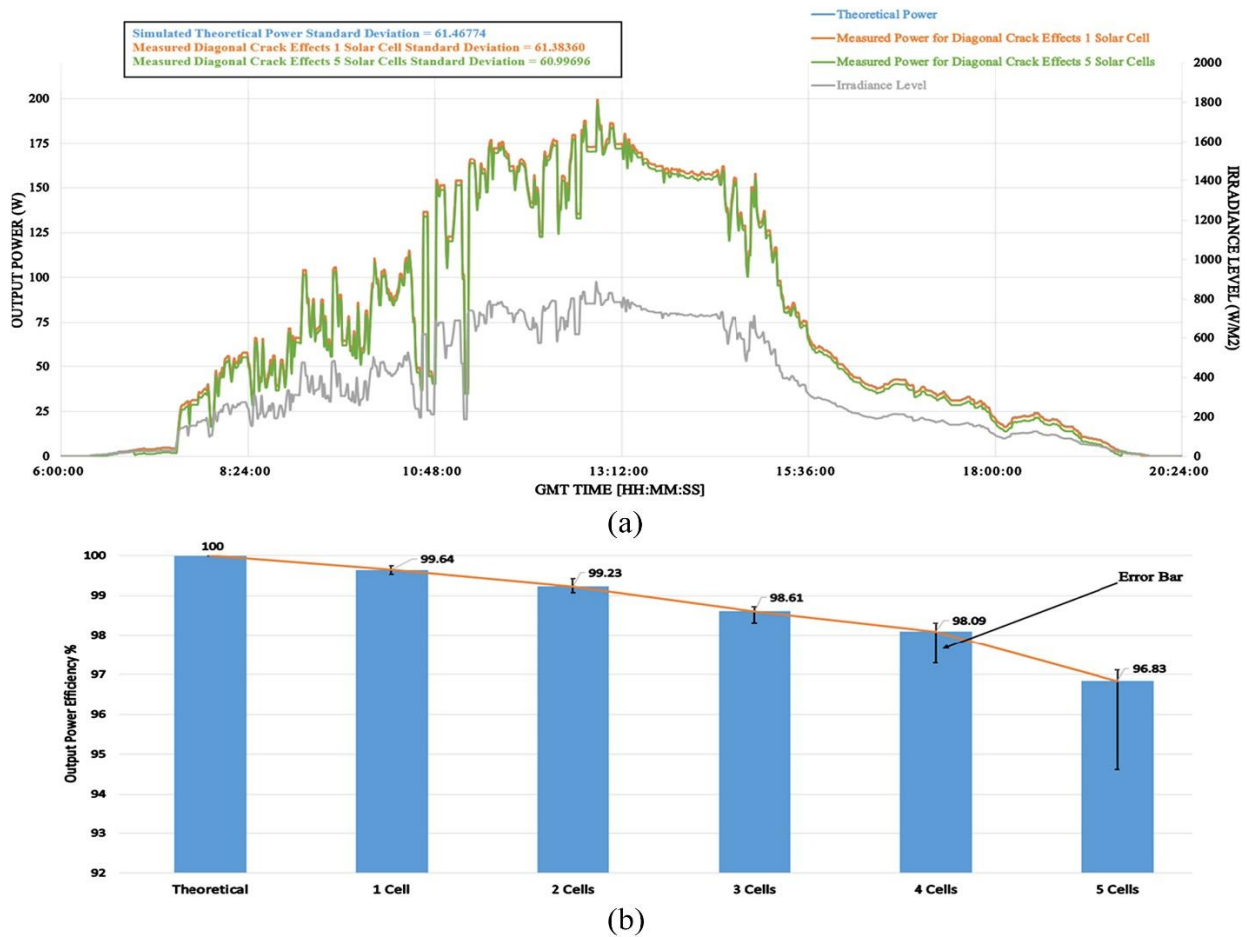 Simulated Theoretical Power Standard Deviation = 61.46774
Measured Diagonal Crack Effects 1 Solar Cell Standard Deviation = 61.38360
Measured Diagonal Crack Effects 5 Solar Cells Standard Deviation = 60.99696
Theoretical Power
Measured Power for Diagonal Crack Effects 1 Solar Cell
Measured Power for Diagonal Crack Effects 5 Solar Cells
Irradiance Level
OUTPUT POWER (W)
200
175
150
125
100
75
50
25
0
2000
1800
1600
1400
1200
1000
800
600
400
200
0
IRRADIANCE LEVEL (W/M2)
6:00:00 8:24:00 10:48:00 13:12:00 15:36:00 18:00:00 20:24:00
GMT TIME [HH:MM:SS]
(a)
Output Power Efficiency %
100
99
98
97
96
95
94
93
92
100
99.64
99.23
98.61
98.09
96.83
Error Bar
Theoretical 1 Cell 2 Cells 3 Cells 4 Cells 5 Cells
(b)